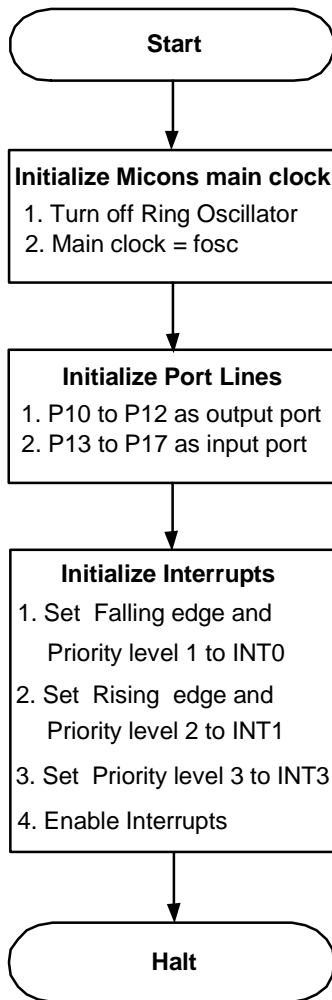 Start
Initialize Micons main clock
1. Turn off Ring Oscillator
2. Main clock = fosc
Initialize Port Lines
1. P10 to P12 as output port
2. P13 to P17 as input port
Initialize Interrupts
1. Set Falling edge and
Priority level 1 to INT0
2. Set Rising edge and
Priority level 2 to INT1
3. Set Priority level 3 to INT3
4. Enable Interrupts
Halt